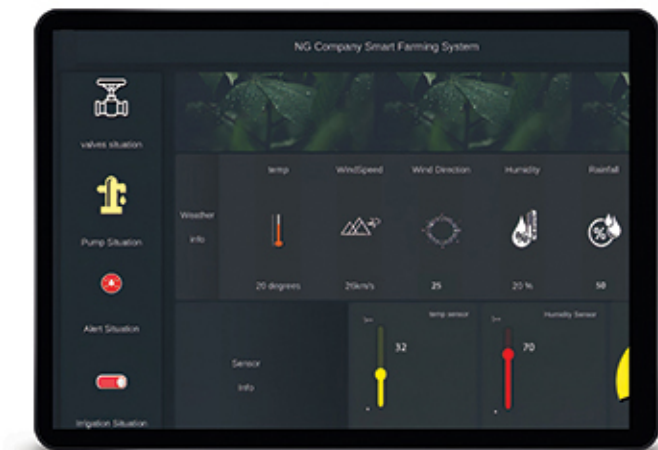 NG Company Smart Farming System
valves situation
Pump Situation
Alert Situation
Irrigation Situation
temp
WindSpeed
Wind Direction
Humidity
Rainfall
Weather
info
%
%
20 degrees
26km/s
25
20 %
50
Sensor
Info
temp sensor
32
Humidity Sensor
70